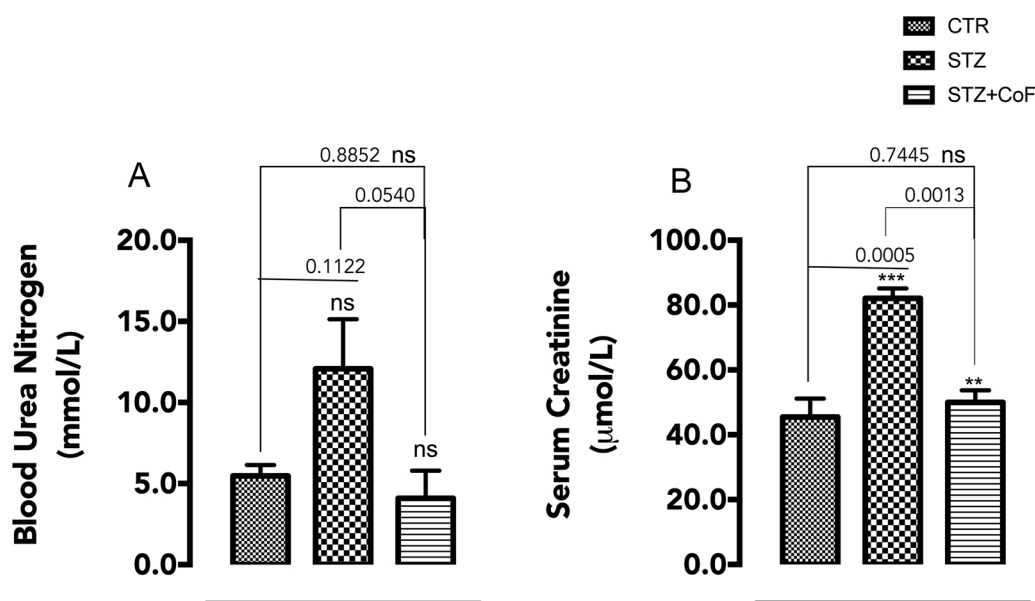 CTR
STZ
STZ+CoF
A
0.8852 ns
0.0540
0.1122
ns
ns
Blood Urea Nitrogen
(mmol/L)
20.0
15.0
10.0
5.0
0.0
B
0.7445 ns
0.0013
0.0005
***
**
Serum Creatinine
(μmol/L)
100.0
80.0
60.0
40.0
20.0
0.0